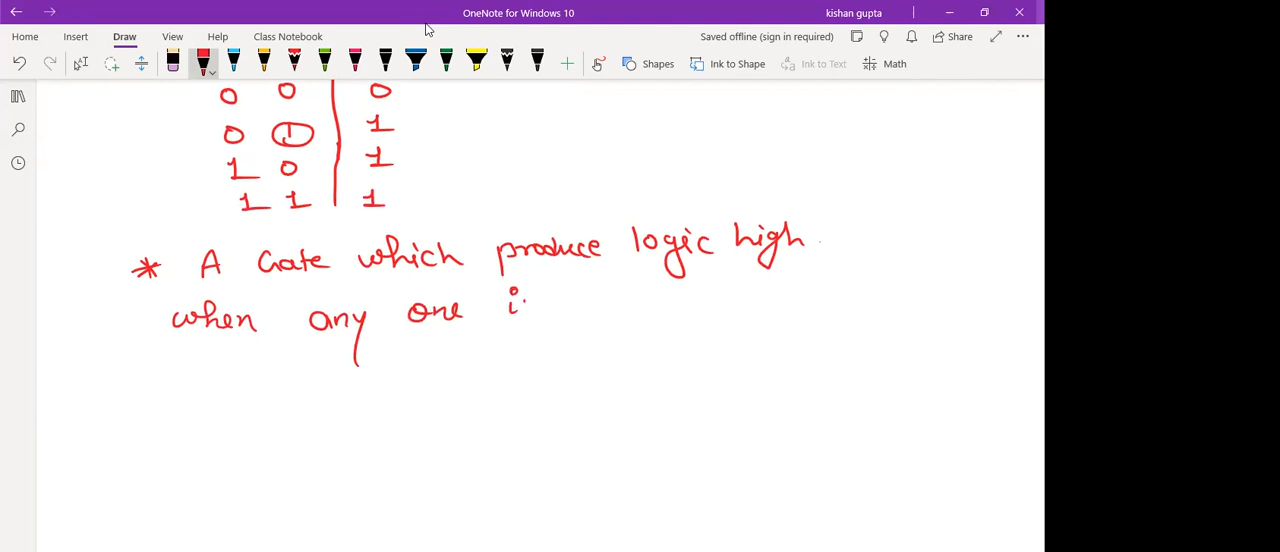 OneNote for Windows 10
kishan gupta
Home Insert Draw View Help Class Notebook
Saved offline (sign in required)
Share
Shapes
Ink to Shape
Ink to Text
Math
0 0 0
0 1 1
1 0 1
1 1 1
* A Gate which produce logic high
when any one i